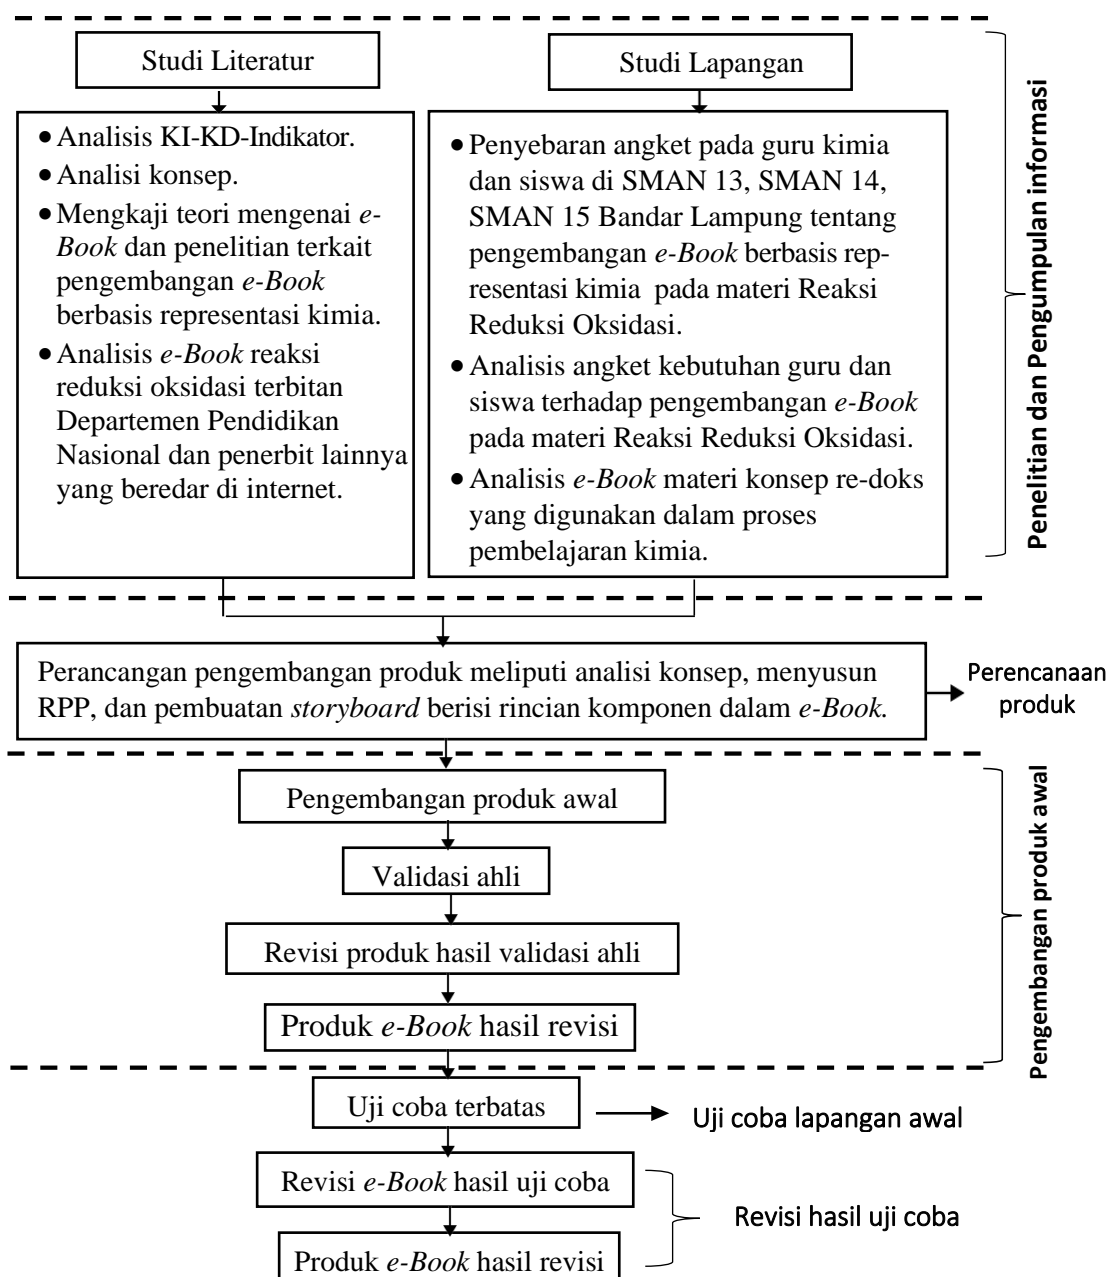 Studi Literatur
• Analisis KI-KD-Indikator.
• Analisi konsep.
• Mengkaji teori mengenai e-
Book dan penelitian terkait
pengembangan e-Book
berbasis representasi kimia.
• Analisis e-Book reaksi
reduksi oksidasi terbitan
Departemen Pendidikan
Nasional dan penerbit lainnya
yang beredar di internet.
Studi Lapangan
• Penyebaran angket pada guru kimia
dan siswa di SMAN 13, SMAN 14,
SMAN 15 Bandar Lampung tentang
pengembangan e-Book berbasis rep-
resentasi kimia pada materi Reaksi
Reduksi Oksidasi.
• Analisis angket kebutuhan guru dan
siswa terhadap pengembangan e-Book
pada materi Reaksi Reduksi Oksidasi.
• Analisis e-Book materi konsep re-doks
yang digunakan dalam proses
pembelajaran kimia.
Penelitian dan Pengumpulan informasi
Perancangan pengembangan produk meliputi analisi konsep, menyusun
RPP, dan pembuatan storyboard berisi rincian komponen dalam e-Book.
Perencanaan
produk
Pengembangan produk awal
Validasi ahli
Revisi produk hasil validasi ahli
Produk e-Book hasil revisi
Pengembangan produk awal
Uji coba terbatas
Uji coba lapangan awal
Revisi e-Book hasil uji coba
Produk e-Book hasil revisi
Revisi hasil uji coba